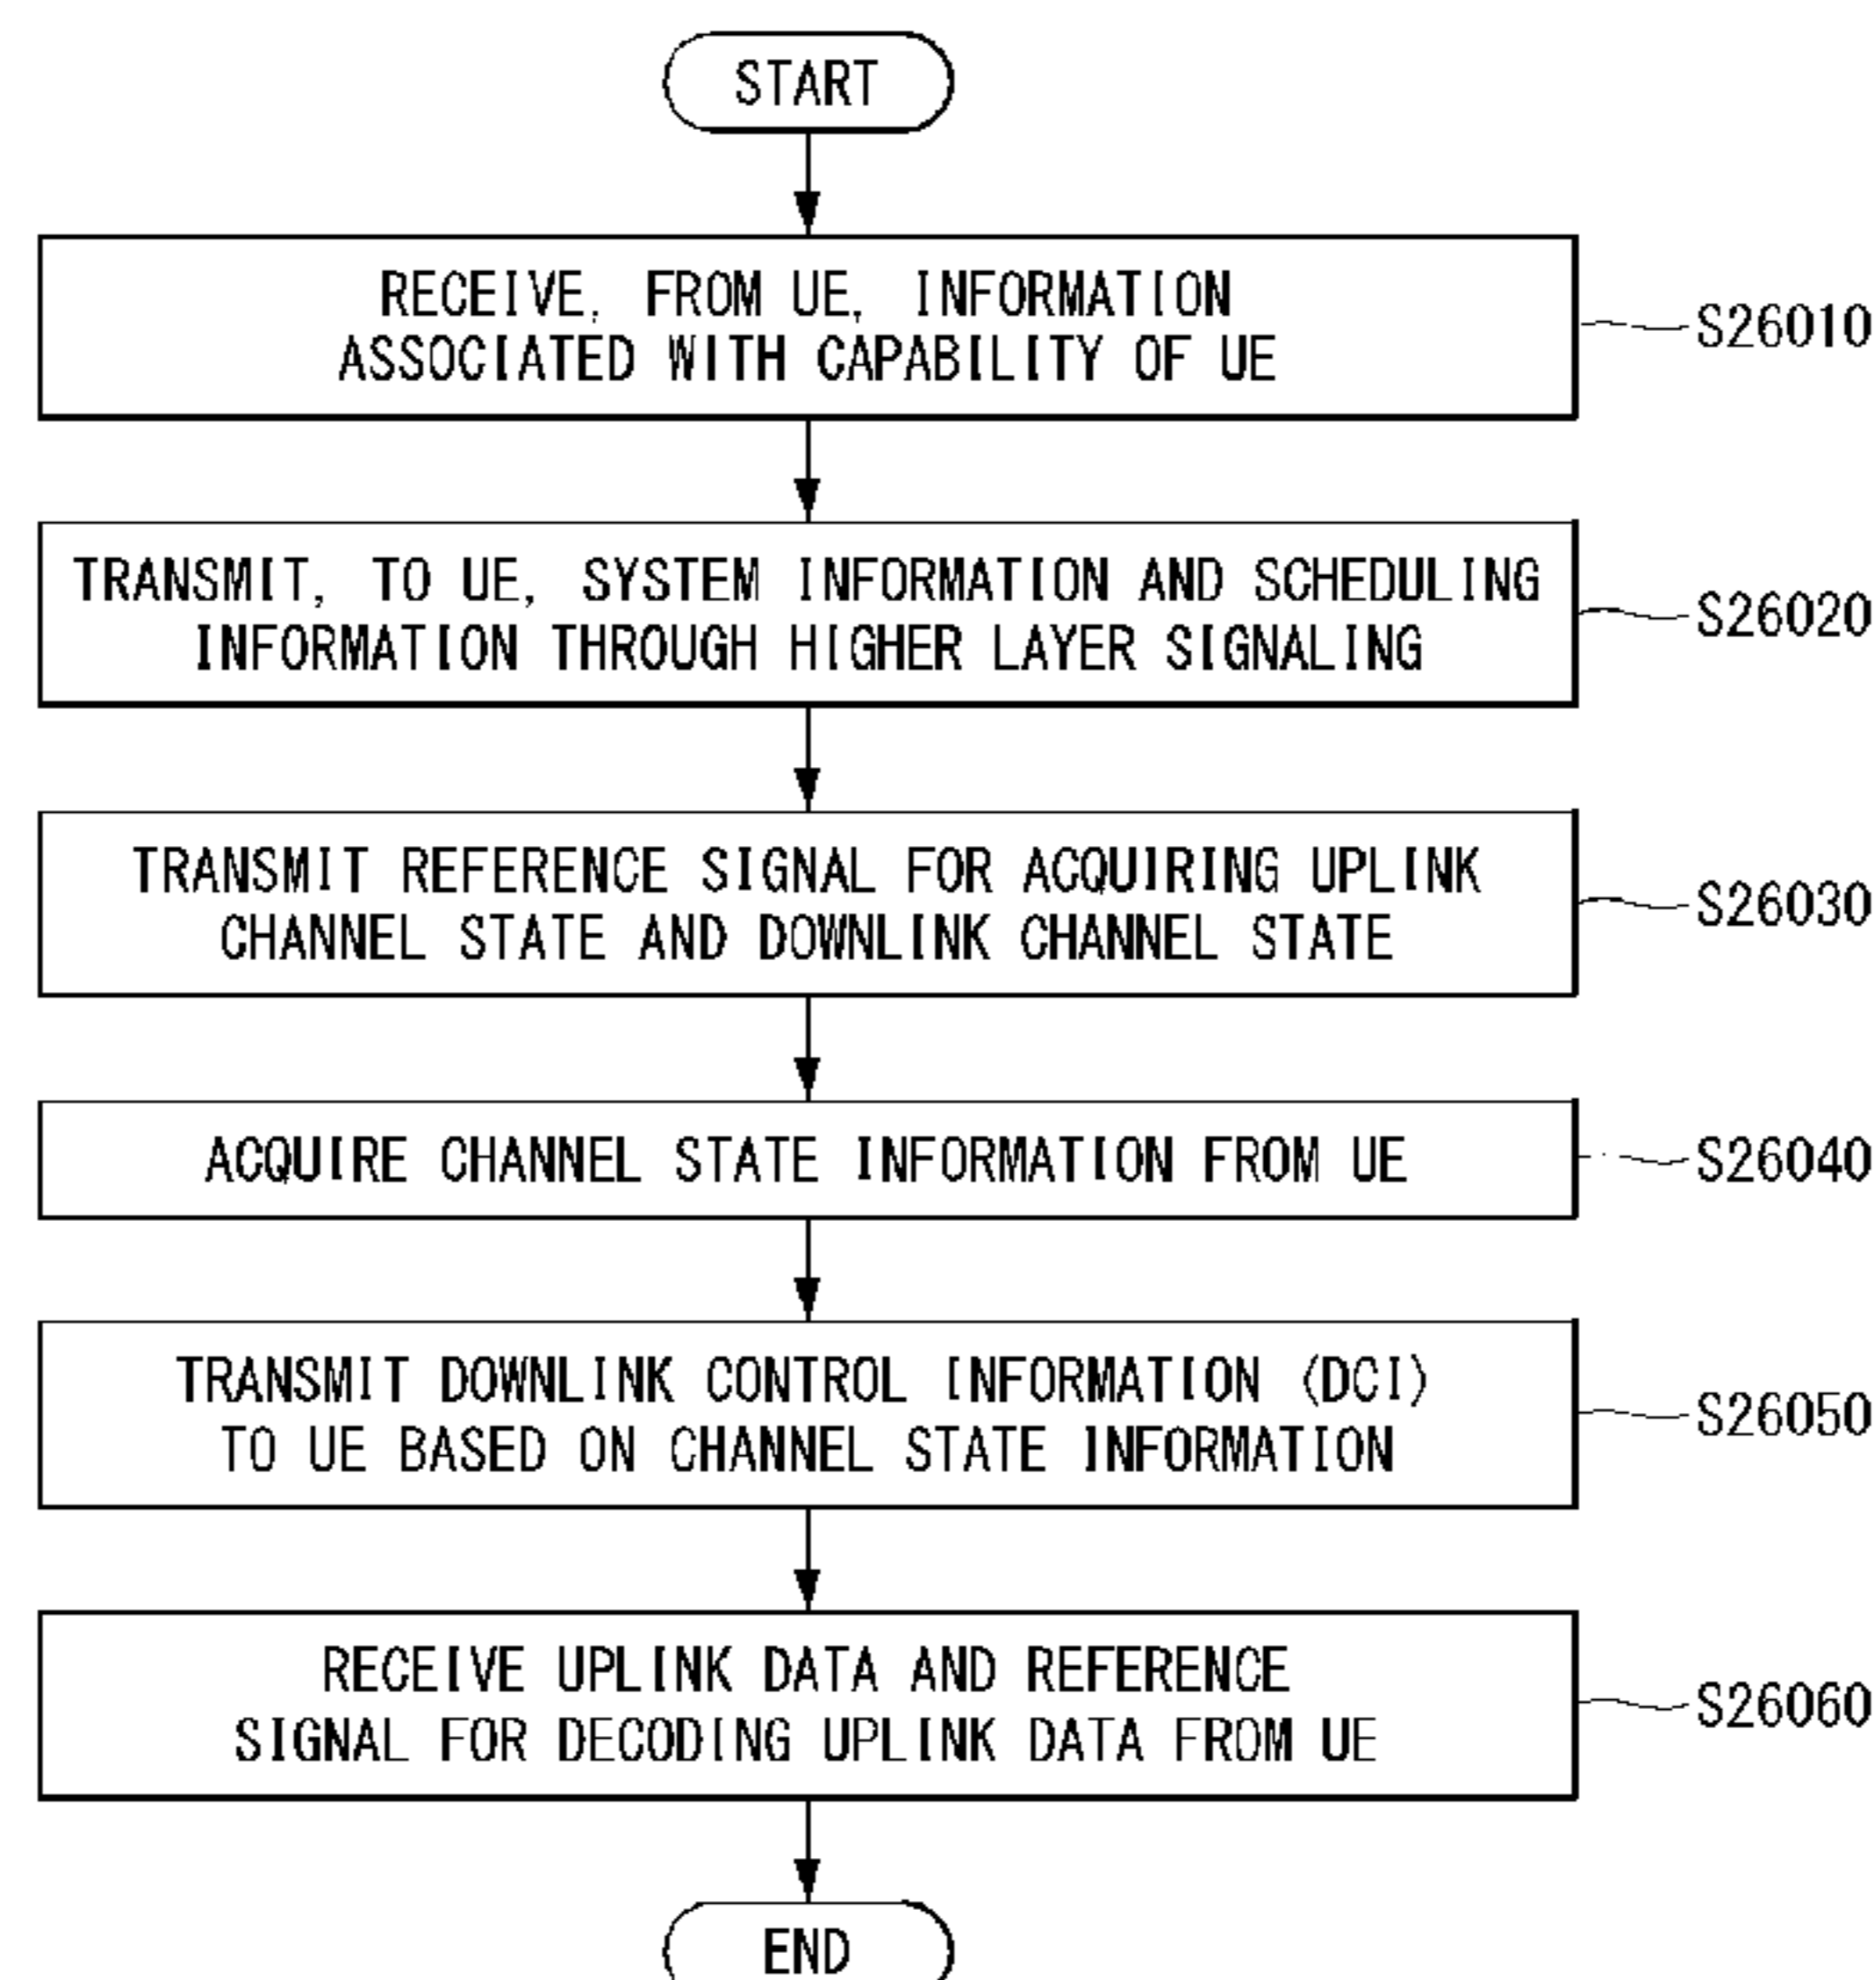 START
RECEIVE, FROM UE, INFORMATION
ASSOCIATED WITH CAPABILITY OF UE
S26010
TRANSMIT, TO UE, SYSTEM INFORMATION AND SCHEDULING
INFORMATION THROUGH HIGHER LAYER SIGNALING
S26020
TRANSMIT REFERENCE SIGNAL FOR ACQUIRING UPLINK
CHANNEL STATE AND DOWNLINK CHANNEL STATE
S26030
ACQUIRE CHANNEL STATE INFORMATION FROM UE
S26040
TRANSMIT DOWNLINK CONTROL INFORMATION (DCI)
TO UE BASED ON CHANNEL STATE INFORMATION
S26050
RECEIVE UPLINK DATA AND REFERENCE
SIGNAL FOR DECODING UPLINK DATA FROM UE
S26060
END